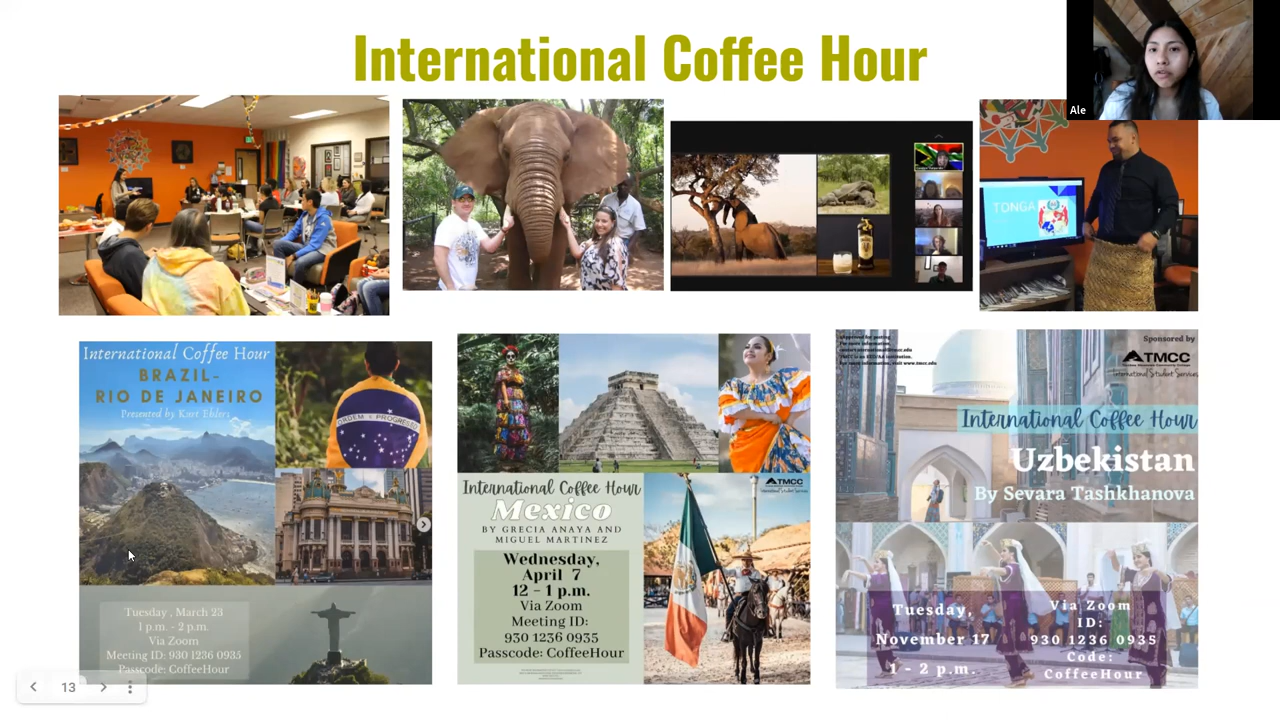 International Coffee Hour
Ale
TONGA
International Coffee Hour
BRAZIL-
RIO DE JANEIRO
Presented by Kurt Ehlers
ORDEM E PROGRESSO
Tuesday , March 23
1 p.m. - 2 p.m.
Via Zoom
Meeting ID: 930 1236 0935
Passcode: CoffeeHour
International Coffee Hour
Mexico
BY GRECIA ANAYA AND
MIGUEL MARTINEZ
Wednesday,
April 7
12 - 1 p.m.
Via Zoom
Meeting ID:
930 1236 0935
Passcode: CoffeeHour
TMCC
Sponsored by
TMCC
International Student Services
International Coffee Hour
Uzbekistan
By Sevara Tashkhanova
Tuesday,
November 17
1 - 2 p.m.
Via Zoom
ID:
930 1236 0935
Code:
CoffeeHour
13